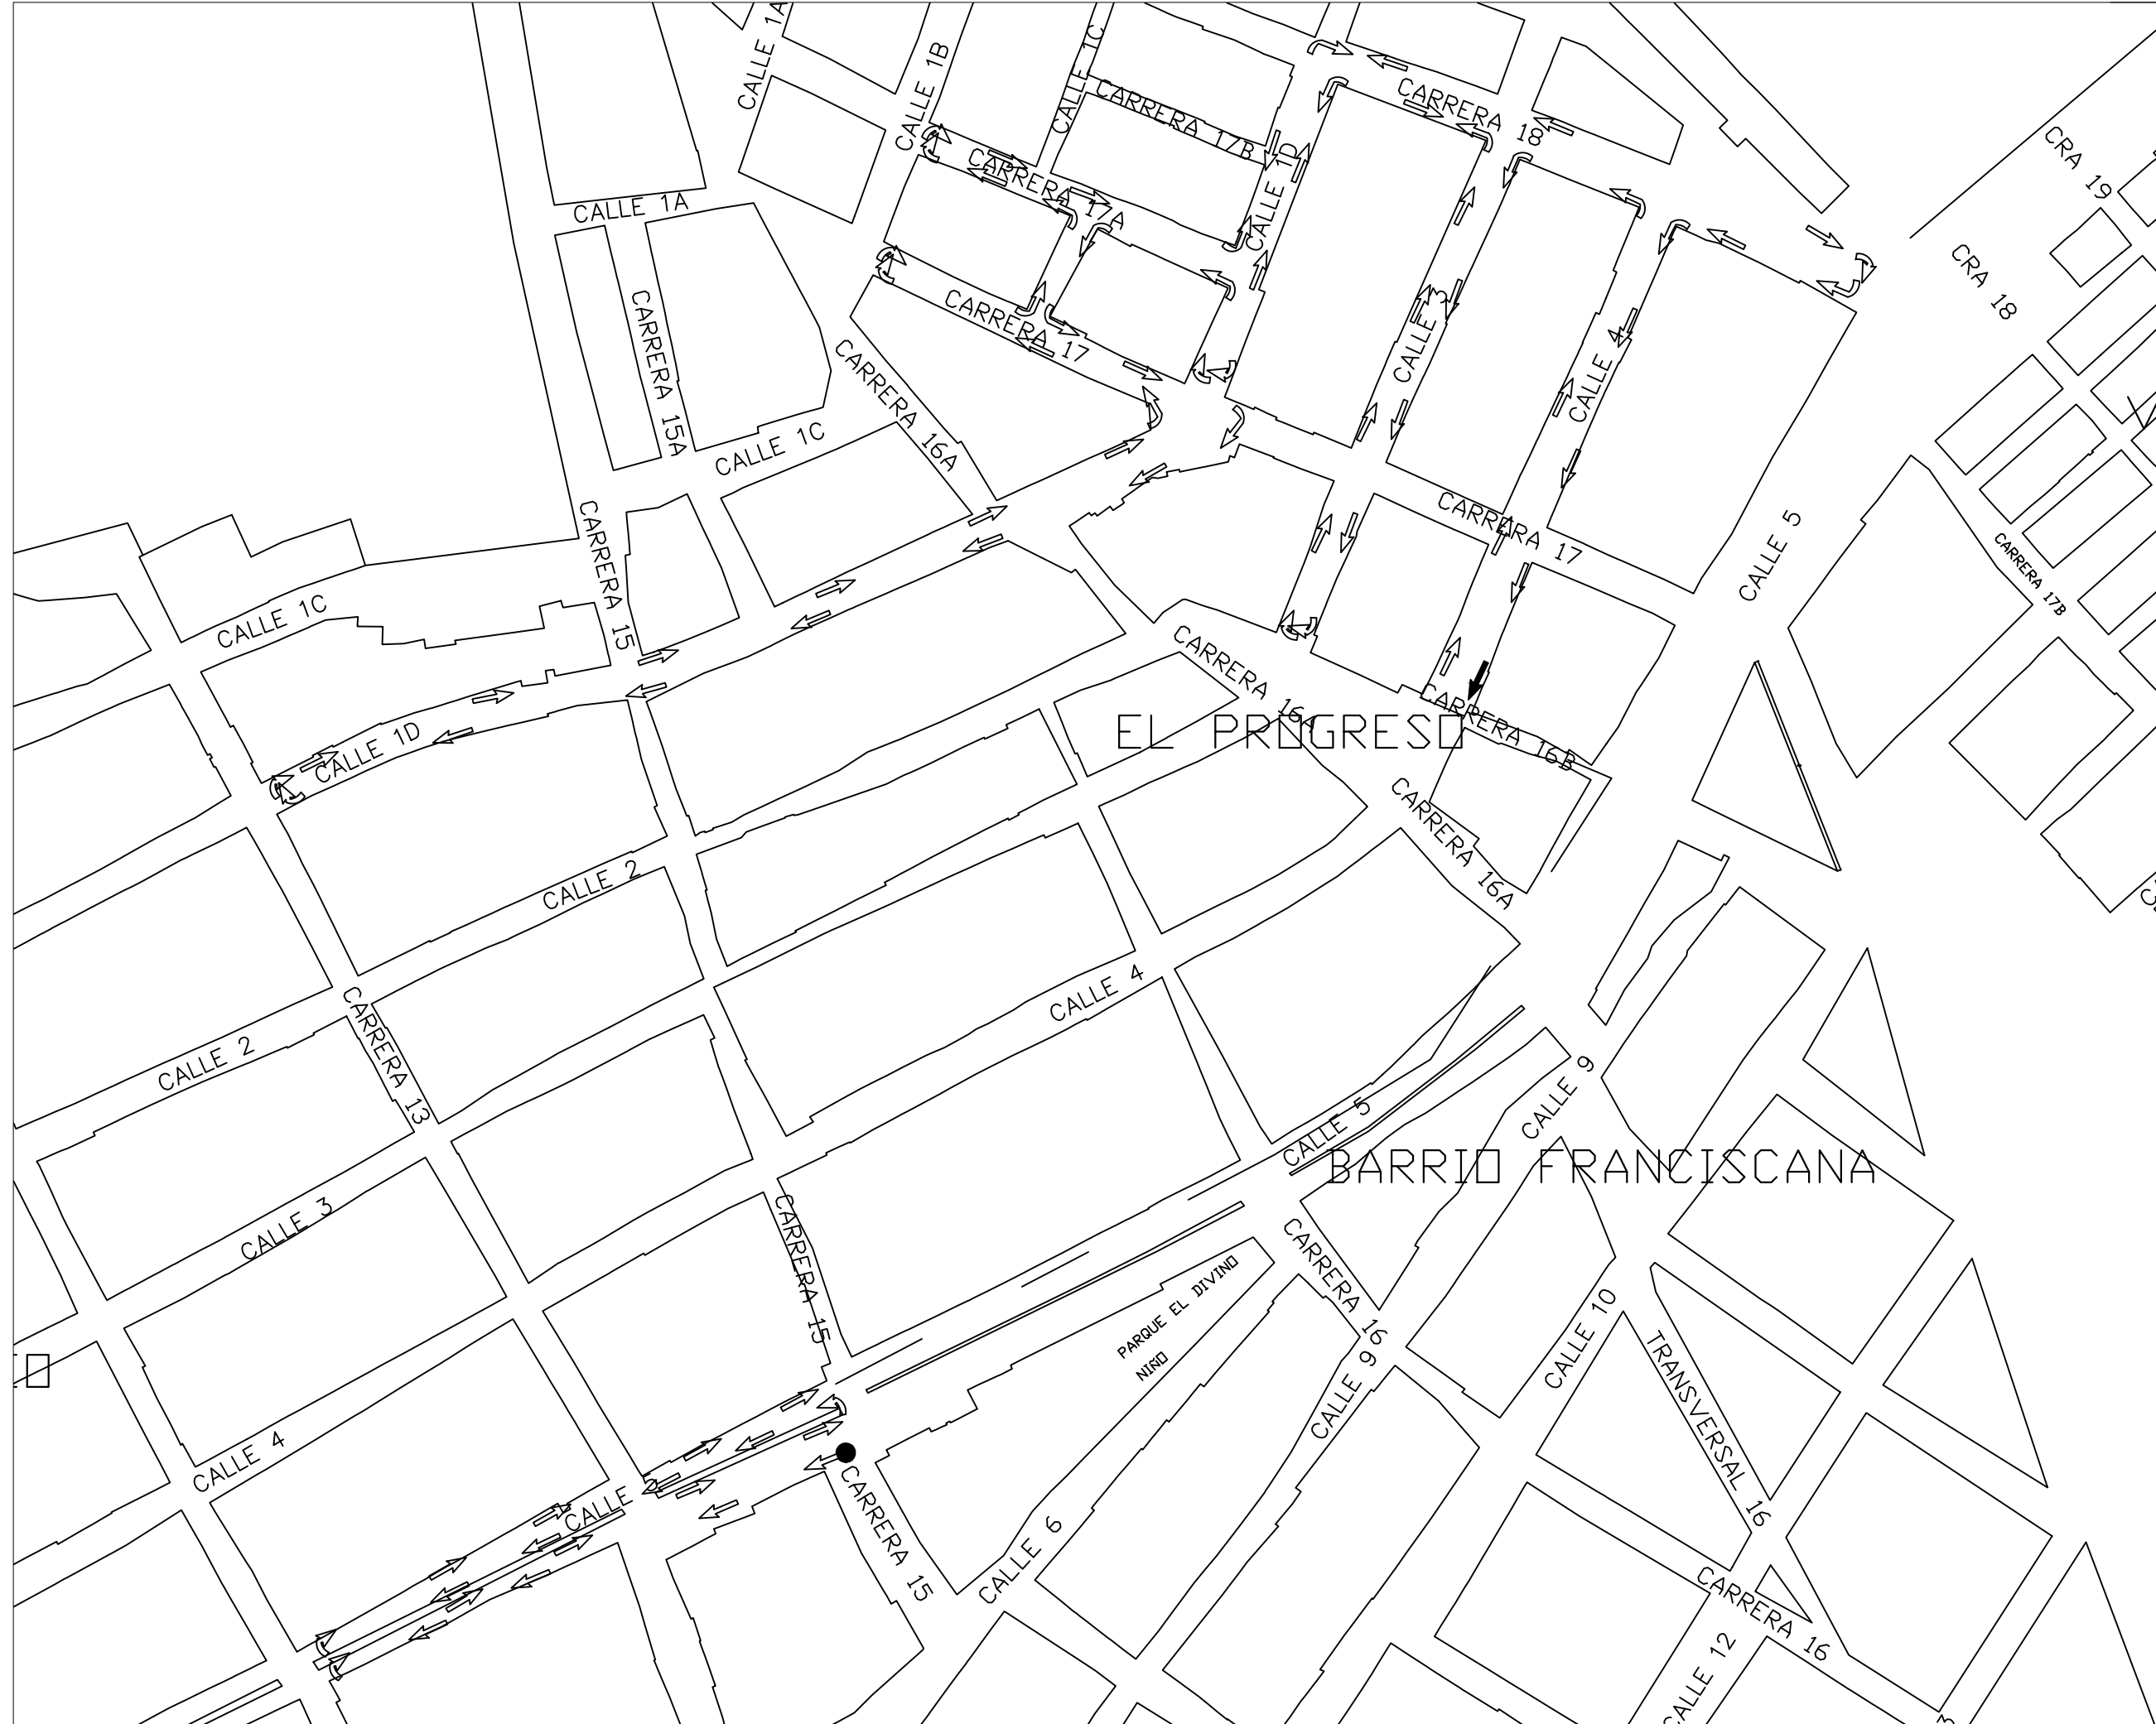 CALLE 1A
CALLE 1B
CALLE 1C
CARRERA 18
CARRERA 17B
CRA 19
CALLE 1D
CARRERA 17A
CALLE 1A
CRA 18
CARRERA 15A
CARRERA 17
CALLE 3
CALLE 4
CARRERA 16A
CALLE 1C
CARRERA 17
CALLE 5
CARRERA 17B
CARRERA 15
CALLE 1C
CARRERA 16A
CARRERA 16B
EL PROGRESO
CALLE 1D
CARRERA 16A
CALLE 2
CALLE 4
CARRERA 13
CALLE 2
CALLE 9
CALLE 5
BARRIO FRANCISCANA
CALLE 3
CARRERA 15
CARRERA 16
PARQUE EL DIVINO
NIÑO
CALLE 10
TRANSVERSAL 16
CALLE 9
CALLE 4
CALLE 5
CARRERA 15
CALLE 6
CARRERA 16
CALLE 12